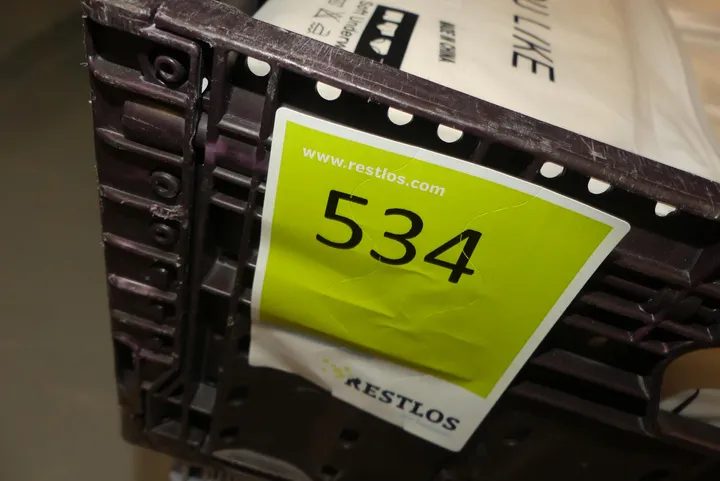 MADE IN CHINA
U LIKE
www.restlos.com
534
RESTLOS